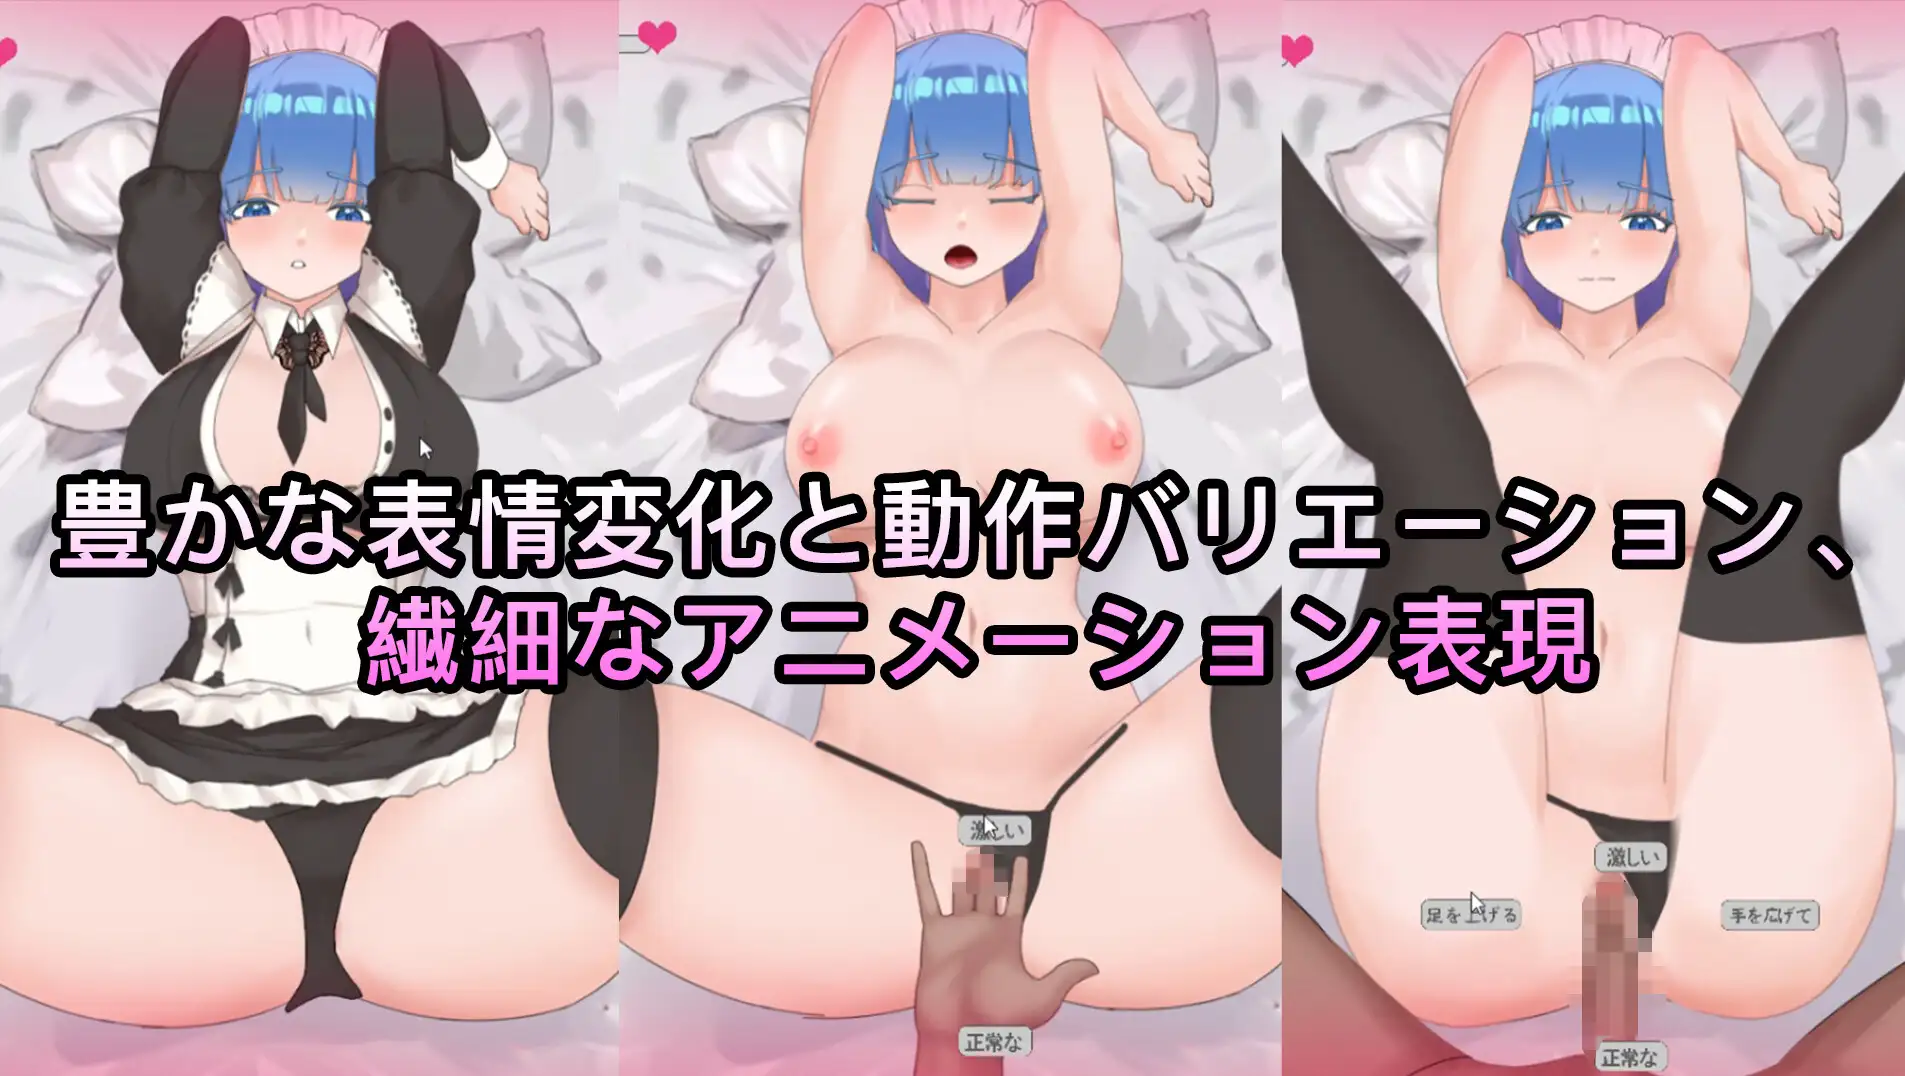 豊かな表情変化と動作バリエーション、
繊細なアニメーション表現
激しい
正常な
激しい
足を上げる
手を広げて
正常な